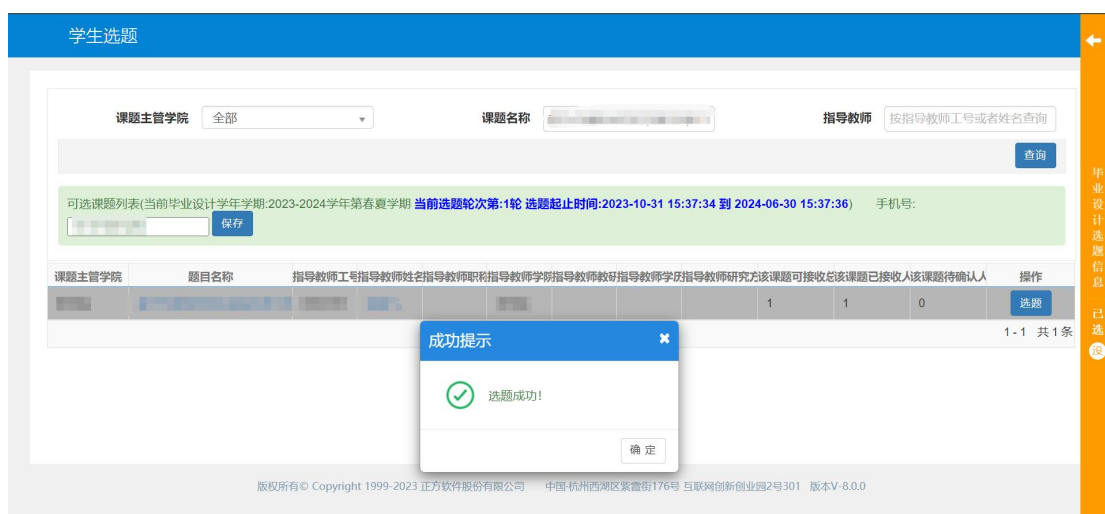 学生选题
课题主管学院 全部 课题名称 指导教师 按指导教师工号或者姓名查询
查询
可选课题列表(当前毕业设计学年学期:2023-2024学年第春夏学期 当前选题轮次第:1轮 选题起止时间:2023-10-31 15:37:34 到 2024-06-30 15:37:36) 手机号:
保存
课题主管学院 题目名称 指导教师工号 指导教师姓名 指导教师职称 指导教师学院 指导教师教研 指导教师学历 指导教师研究方 该课题可接收总 该课题已接收人 该课题待确认人 操作
1 1 0 选题
1 - 1 共 1 条
成功提示
选题成功!
确 定
版权所有© Copyright 1999-2023 正方软件股份有限公司 中国·杭州西湖区紫霞街176号 互联网创新创业园2号301 版本V-8.0.0
毕业设计选题信息 已选 没